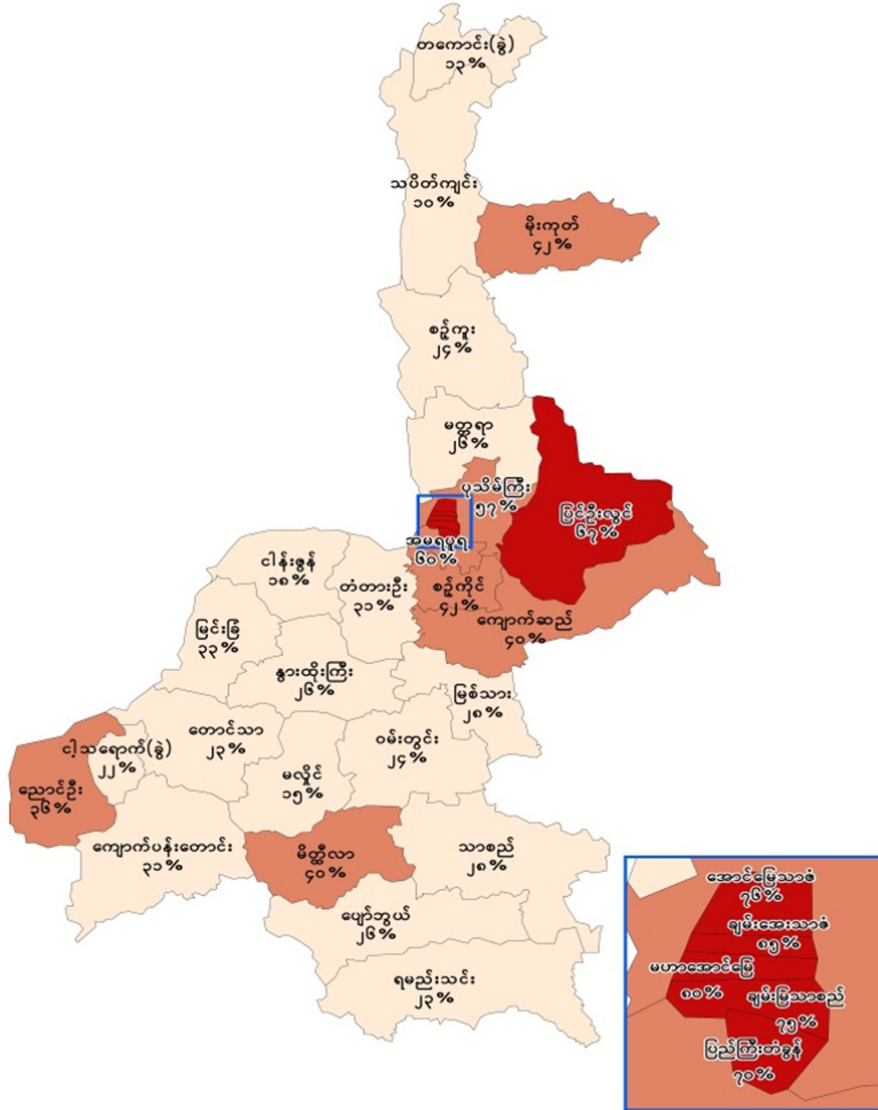 တကောင်း(ခွဲ)
၁၃%
သပိတ်ကျင်း
၁၀%
မိုးကုတ်
၄၂%
စဉ့်ကူး
၂၄%
မတ္တရာ
၂၆%
ပုသိမ်ကြီး
၅၇%
ပြင်ဦးလွင်
၆၇%
အမရပူရ
၆၀%
ငါန်းဇွန်
၁၈%
တံတားဦး
၃၁%
စဉ့်ကိုင်
၄၂%
ကျောက်ဆည်
၄၀%
မြင်းခြံ
၃၃%
နွားထိုးကြီး
၂၆%
မြစ်သား
၂၈%
တောင်သာ
၂၃%
ဝမ်းတွင်း
၂၄%
ငါ့သရောက်(ခွဲ)
၂၂%
ညောင်ဦး
၃၆%
မလှိုင်
၁၅%
ကျောက်ပန်းတောင်း
၃၁%
မိတ္ထီလာ
၄၀%
သာစည်
၂၈%
ပျော်ဘွယ်
၂၆%
ရမည်းသင်း
၂၃%
အောင်မြေသာဇံ
၇၆%
ချမ်းအေးသာဇံ
၈၅%
မဟာအောင်မြေ
၈၀%
ချမ်းမြသာစည်
၇၅%
ပြည်ကြီးတံခွန်
၇၀%